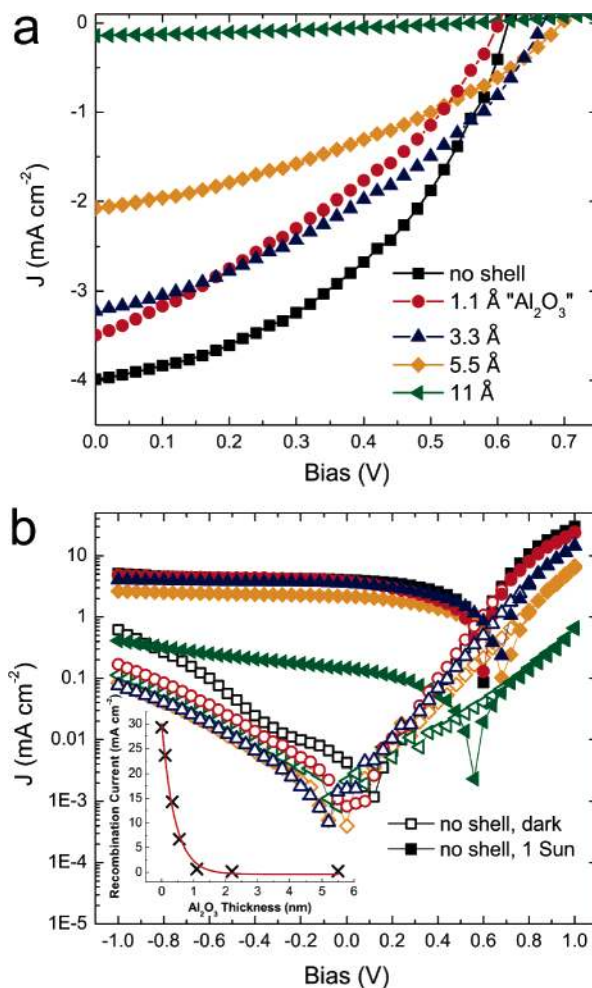 a
0
-1
-2
-3
-4
J (mA cm-2)
no shell
1.1 Å "Al2O3"
3.3 Å
5.5 Å
11 Å
0.0 0.1 0.2 0.3 0.4 0.5 0.6 0.7
Bias (V)
b
10
1
0.1
0.01
1E-3
1E-4
1E-5
J (mA cm-2)
Recombination Current (mA cm-2)
35
30
25
20
15
10
5
0
0 1 2 3 4 5 6
Al2O3 Thickness (nm)
no shell, dark
no shell, 1 Sun
-1.0 -0.8 -0.6 -0.4 -0.2 0.0 0.2 0.4 0.6 0.8 1.0
Bias (V)